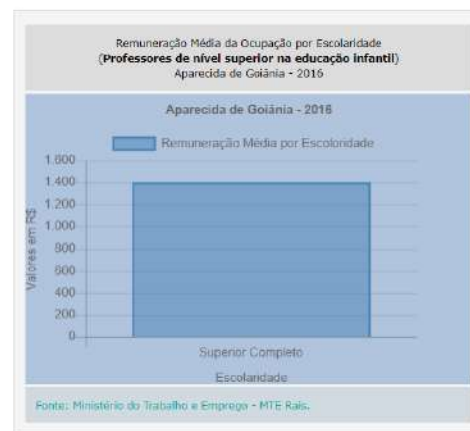 Remuneração Média da Ocupação por Escolaridade
(Professores de nível superior na educação infantil)
Aparecida de Goiânia - 2016
Aparecida de Goiânia - 2016
Remuneração Média por Escoloridade
1.600
1.400
1.200
1.000
800
600
400
200
0
Valores em R$
Superior Completo
Escolaridade
Fonte: Ministério do Trabalho e Emprego - MTE Rais.